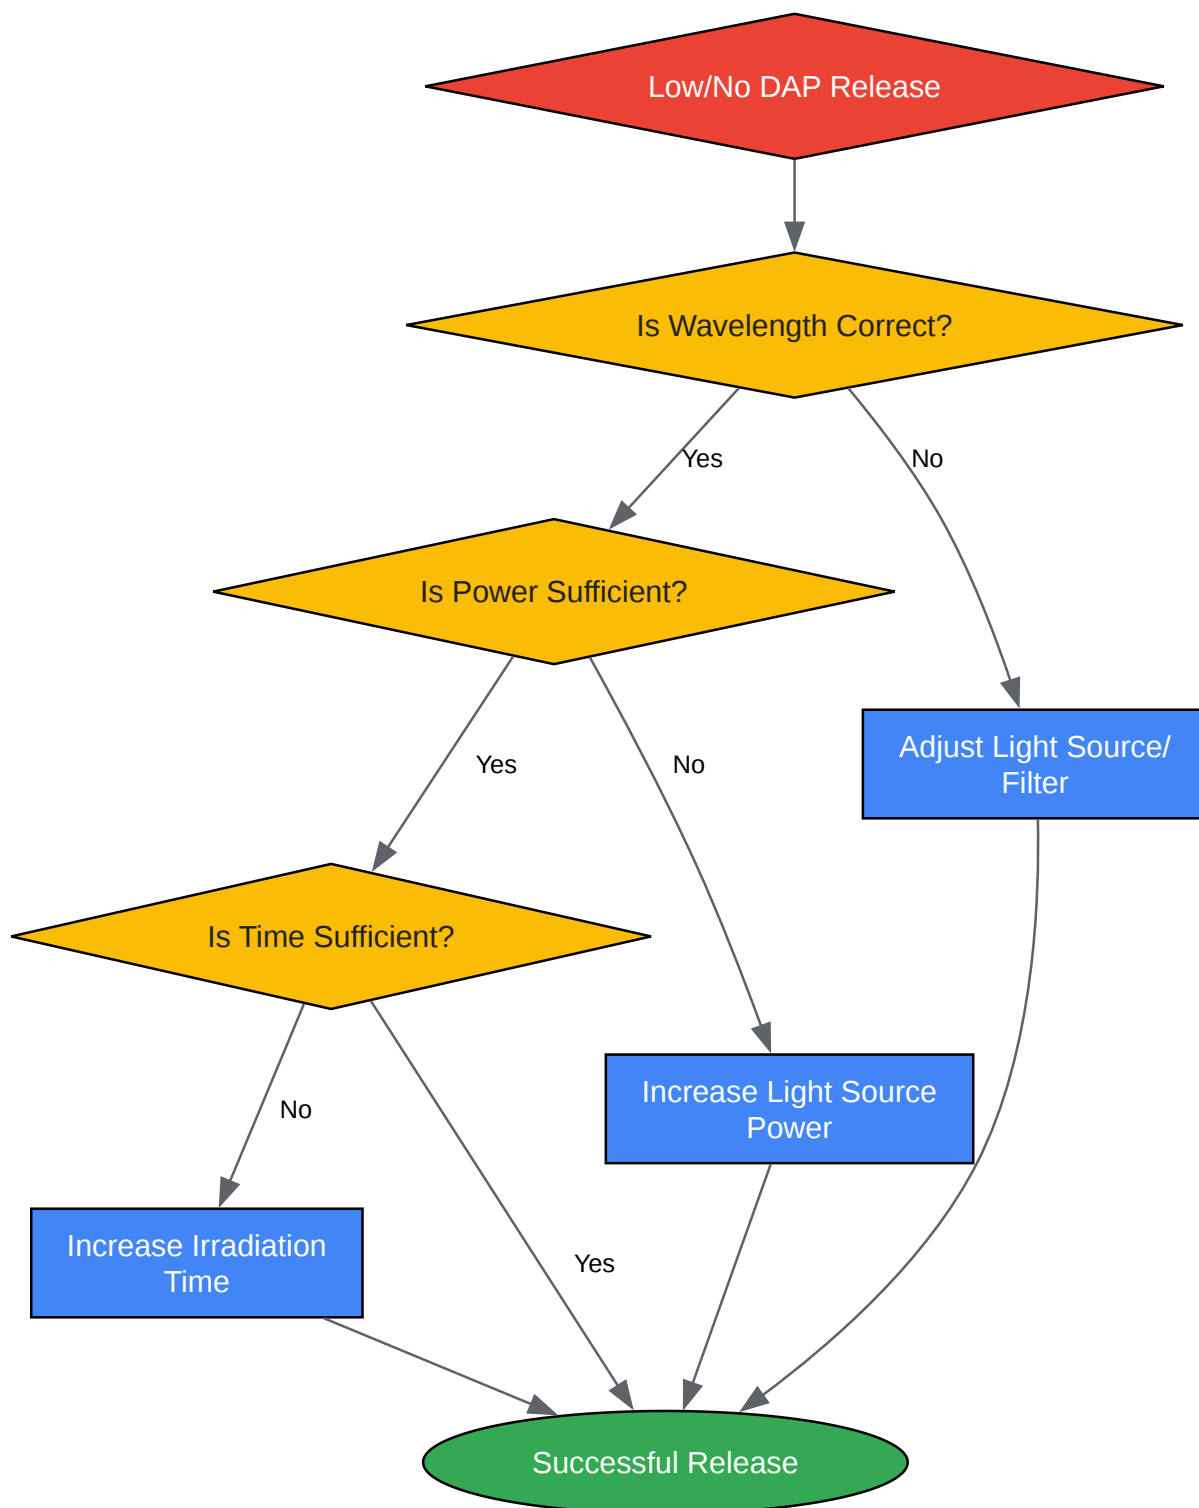 Low/No DAP Release
Is Wavelength Correct?
Yes
No
Is Power Sufficient?
Adjust Light Source/
Filter
Yes
No
Is Time Sufficient?
Increase Light Source
Power
No
Increase Irradiation
Time
Yes
Successful Release